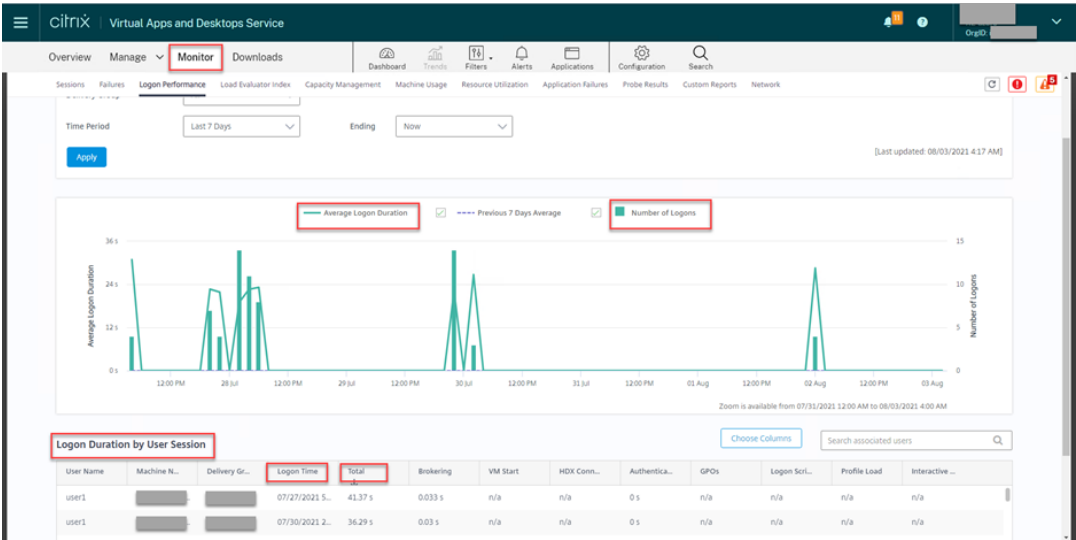 citrix | Virtual Apps and Desktops Service
11
OrgID:
Overview Manage Monitor Downloads Dashboard Trends Filters Alerts Applications Configuration Search
Sessions Failures Logon Performance Load Evaluator Index Capacity Management Machine Usage Resource Utilization Application Failures Probe Results Custom Reports Network
5
Time Period Last 7 Days Ending Now
Apply
[Last updated: 08/03/2021 4:17 AM]
Average Logon Duration Previous 7 Days Average Number of Logons
36 s 15
24 s 10
12 s 5
0 s 0
Average Logon Duration
Number of Logons
12:00 PM 28 Jul 12:00 PM 29 Jul 12:00 PM 30 Jul 12:00 PM 31 Jul 12:00 PM 01 Aug 12:00 PM 02 Aug 12:00 PM 03 Aug
Zoom is available from 07/31/2021 12:00 AM to 08/03/2021 4:00 AM
Logon Duration by User Session Choose Columns Search associated users
User Name Machine N... Delivery Gr... Logon Time Total Brokering VM Start HDX Conn... Authentica... GPOs Logon Scri... Profile Load Interactive ...
user1 07/27/2021 5... 41.37 s 0.033 s n/a n/a 0 s n/a n/a n/a n/a
user1 07/30/2021 2... 36.29 s 0.03 s n/a n/a 0 s n/a n/a n/a n/a